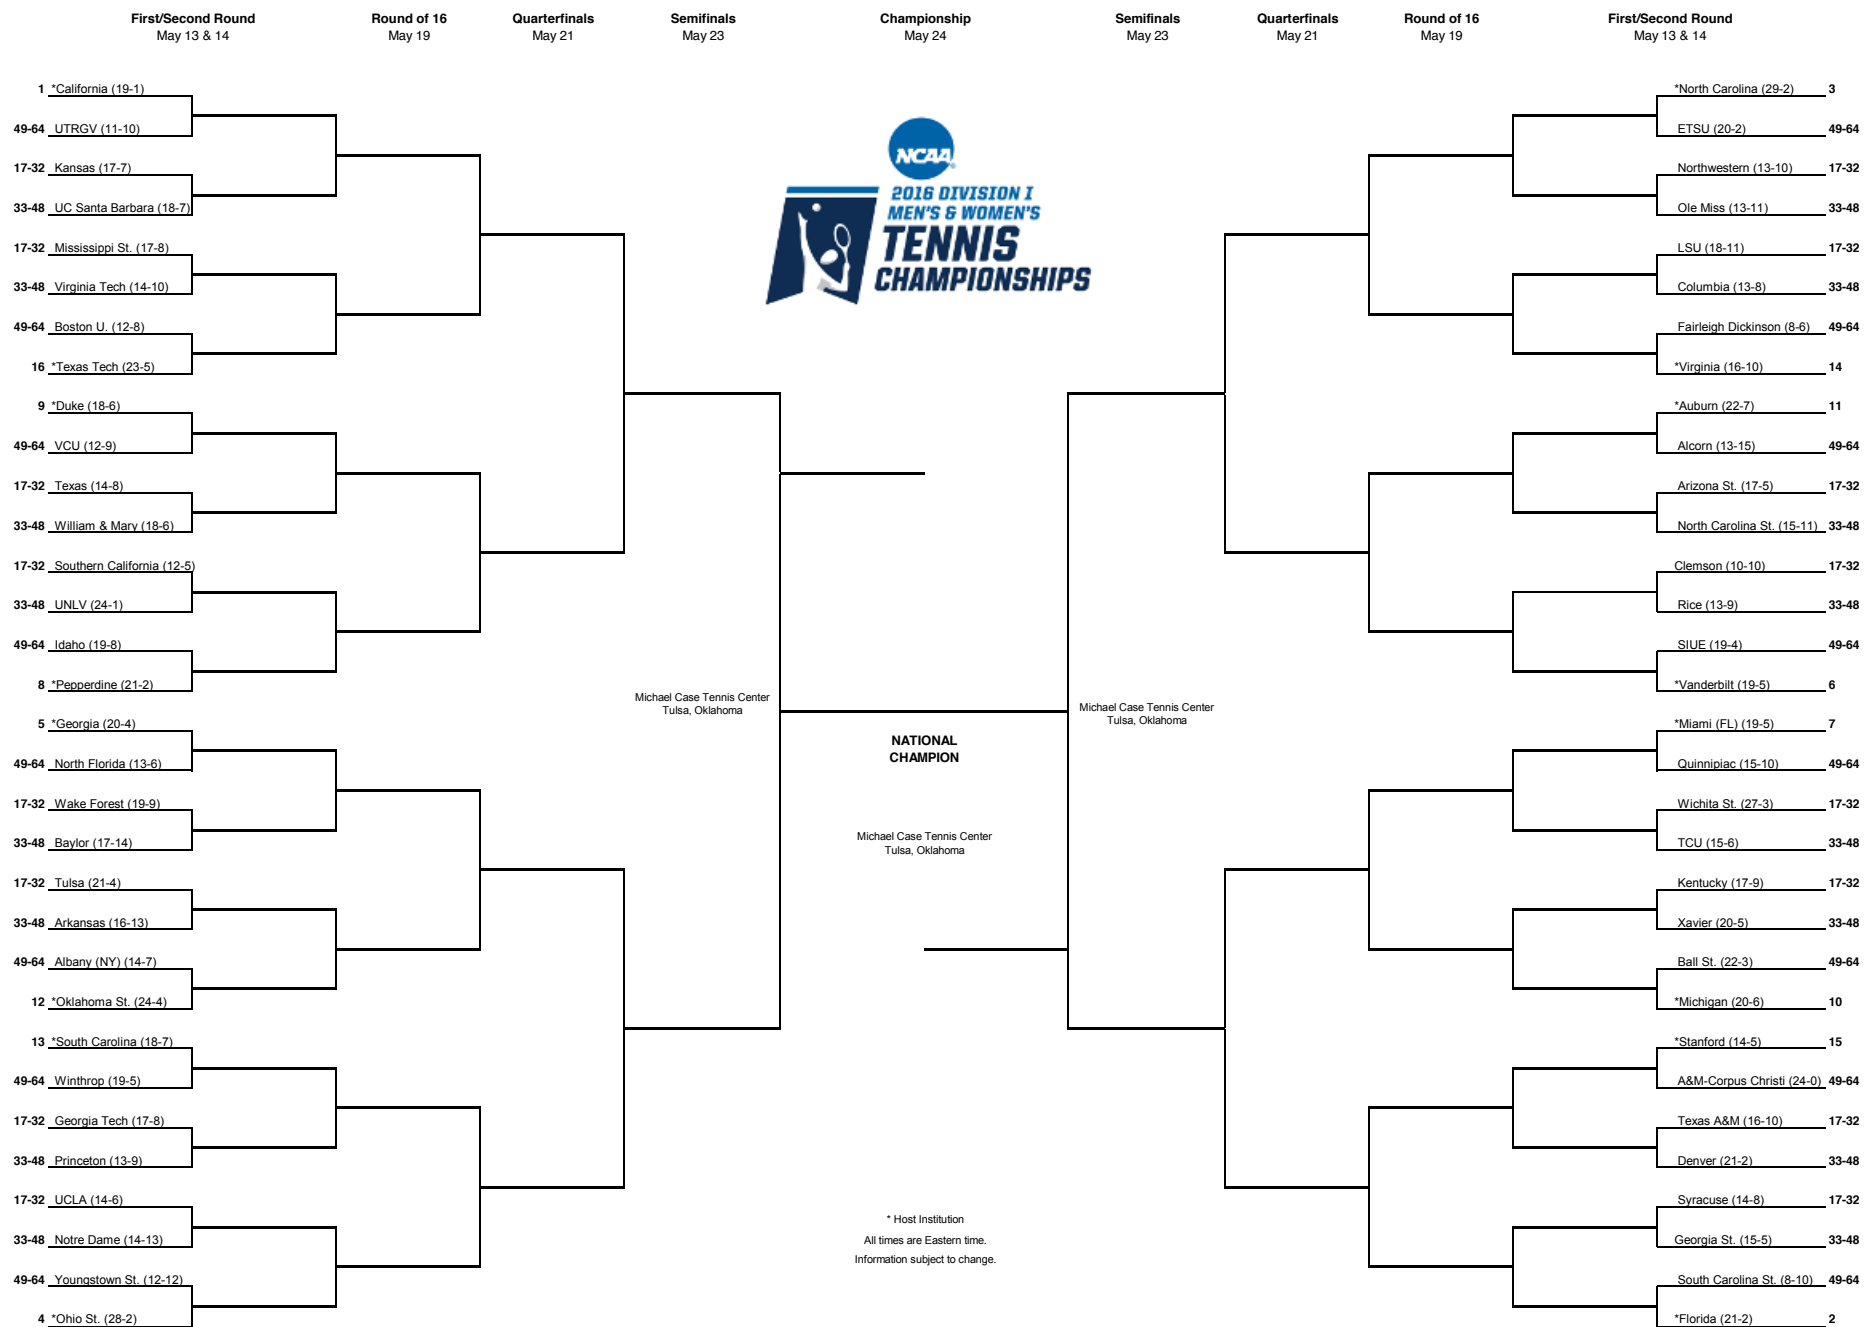 First/Second Round
May 13 & 14
Round of 16
May 19
Quarterfinals
May 21
Semifinals
May 23
Championship
May 24
Semifinals
May 23
Quarterfinals
May 21
Round of 16
May 19
First/Second Round
May 13 & 14
1 *California (19-1)
49-64 UTRGV (11-10)
17-32 Kansas (17-7)
33-48 UC Santa Barbara (18-7)
17-32 Mississippi St. (17-8)
33-48 Virginia Tech (14-10)
49-64 Boston U. (12-8)
16 *Texas Tech (23-5)
9 *Duke (18-6)
49-64 VCU (12-9)
17-32 Texas (14-8)
33-48 William & Mary (18-6)
17-32 Southern California (12-5)
33-48 UNLV (24-1)
49-64 Idaho (19-8)
8 *Pepperdine (21-2)
5 *Georgia (20-4)
49-64 North Florida (13-6)
17-32 Wake Forest (19-9)
33-48 Baylor (17-14)
17-32 Tulsa (21-4)
33-48 Arkansas (16-13)
49-64 Albany (NY) (14-7)
12 *Oklahoma St. (24-4)
13 *South Carolina (18-7)
49-64 Winthrop (19-5)
17-32 Georgia Tech (17-8)
33-48 Princeton (13-9)
17-32 UCLA (14-6)
33-48 Notre Dame (14-13)
49-64 Youngstown St. (12-12)
4 *Ohio St. (28-2)
Michael Case Tennis Center
Tulsa, Oklahoma
NCAA
2016 DIVISION I
MEN'S & WOMEN'S
TENNIS
CHAMPIONSHIPS
NATIONAL
CHAMPION
Michael Case Tennis Center
Tulsa, Oklahoma
* Host Institution
All times are Eastern time.
Information subject to change.
Michael Case Tennis Center
Tulsa, Oklahoma
*North Carolina (29-2) 3
ETSU (20-2) 49-64
Northwestern (13-10) 17-32
Ole Miss (13-11) 33-48
LSU (18-11) 17-32
Columbia (13-8) 33-48
Fairleigh Dickinson (8-6) 49-64
*Virginia (16-10) 14
*Auburn (22-7) 11
Alcorn (13-15) 49-64
Arizona St. (17-5) 17-32
North Carolina St. (15-11) 33-48
Clemson (10-10) 17-32
Rice (13-9) 33-48
SIUE (19-4) 49-64
*Vanderbilt (19-5) 6
*Miami (FL) (19-5) 7
Quinnipiac (15-10) 49-64
Wichita St. (27-3) 17-32
TCU (15-6) 33-48
Kentucky (17-9) 17-32
Xavier (20-5) 33-48
Ball St. (22-3) 49-64
*Michigan (20-6) 10
*Stanford (14-5) 15
A&M-Corpus Christi (24-0) 49-64
Texas A&M (16-10) 17-32
Denver (21-2) 33-48
Syracuse (14-8) 17-32
Georgia St. (15-5) 33-48
South Carolina St. (8-10) 49-64
*Florida (21-2) 2